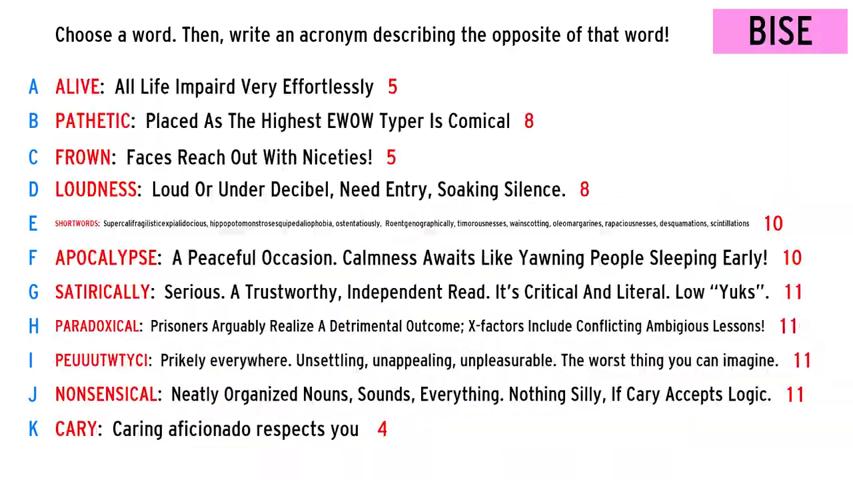 Choose a word. Then, write an acronym describing the opposite of that word!
BISE
A ALIVE: All Life Impaird Very Effortlessly 5
B PATHETIC: Placed As The Highest EWOW Typer Is Comical 8
C FROWN: Faces Reach Out With Niceties! 5
D LOUDNESS: Loud Or Under Decibel, Need Entry, Soaking Silence. 8
E SHORTWORDS: Supercalifragilisticexpialidocious, hippopotomonstrosesquipedaliophobia, ostentatiously, Roentgenographically, timorousnesses, wainscotting, oleomargarines, rapaciousnesses, desquamations, scintillations 10
F APOCALYPSE: A Peaceful Occasion. Calmness Awaits Like Yawning People Sleeping Early! 10
G SATIRICALLY: Serious. A Trustworthy, Independent Read. It's Critical And Literal. Low “Yuks”. 11
H PARADOXICAL: Prisoners Arguably Realize A Detrimental Outcome; X-factors Include Conflicting Ambigious Lessons! 11
I PEUUUTWTYCI: Prikely everywhere. Unsettling, unappealing, unpleasurable. The worst thing you can imagine. 11
J NONSENSICAL: Neatly Organized Nouns, Sounds, Everything. Nothing Silly, If Cary Accepts Logic. 11
K CARY: Caring aficionado respects you 4